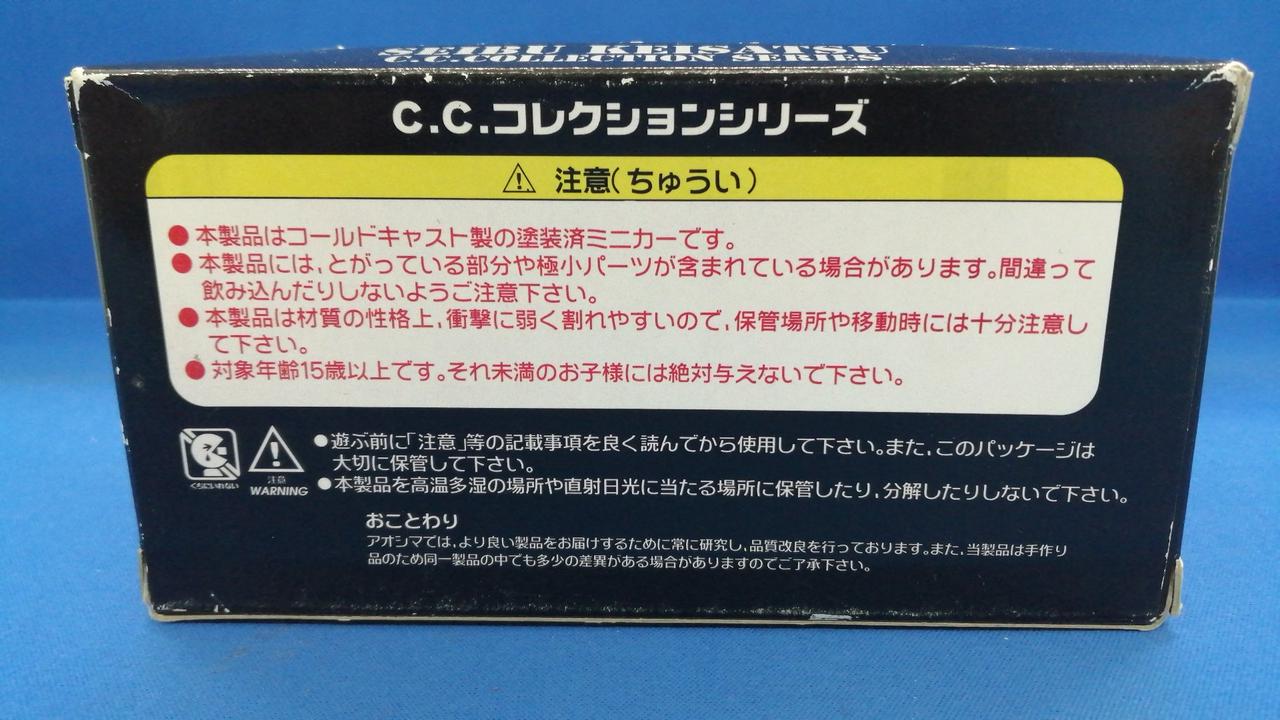 SEIBU KEISATSU
C.C.COLLECTION SERIES
C.C.コレクションシリーズ
注意(ちゅうい)
●本製品はコールドキャスト製の塗装済ミニカーです。
●本製品には,とがっている部分や極小パーツが含まれている場合があります。間違って
飲み込んだりしないようご注意下さい。
●本製品は材質の性格上,衝撃に弱く割れやすいので,保管場所や移動時には十分注意し
て下さい。
●対象年齢15歳以上です。それ未満のお子様には絶対与えないで下さい。
くちにいれない
注意
WARNING
●遊ぶ前に「注意」等の記載事項を良く読んでから使用して下さい。また,このパッケージは
大切に保管して下さい。
●本製品を高温多湿の場所や直射日光に当たる場所に保管したり,分解したりしないで下さい。
おことわり
アオシマでは,より良い製品をお届けするために常に研究し,品質改良を行っております。また,当製品は手作り
品のため同一製品の中でも多少の差異がある場合がありますのでご了承下さい。